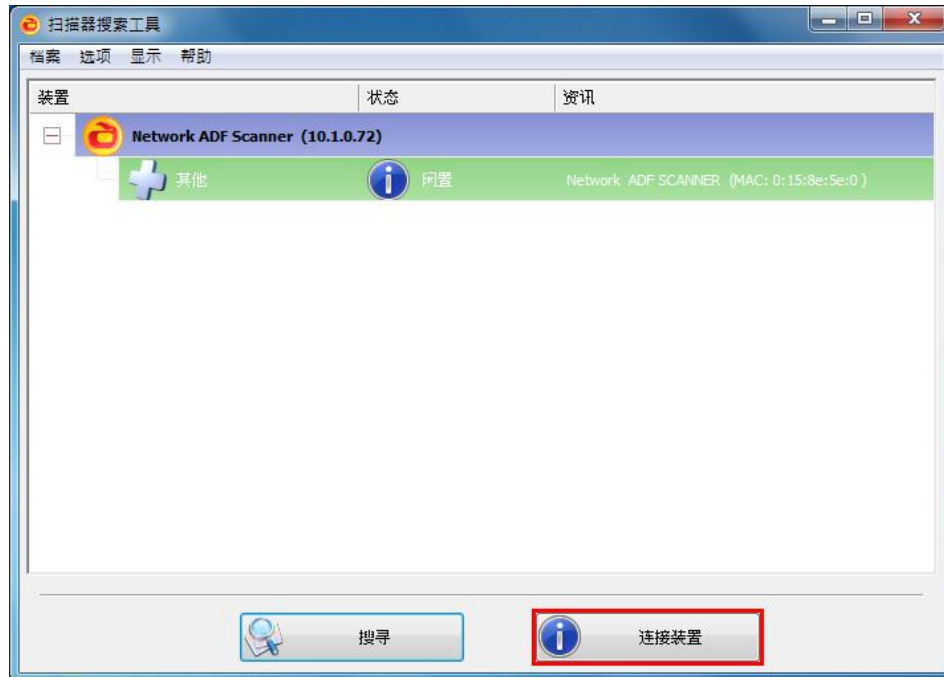 扫描器搜索工具
档案 选项 显示 帮助
装置 状态 资讯
Network ADF Scanner (10.1.0.72)
其他 闲置 Network ADF SCANNER (MAC: 0:15:8e:5e:0 )
搜寻 连接装置